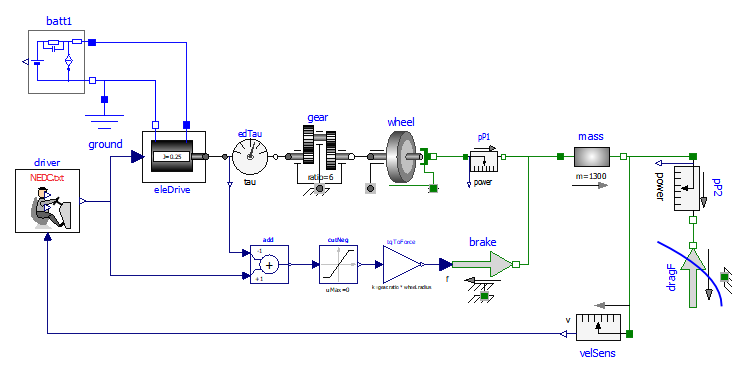 batt1
ground
driver
NEDC.txt
J=0.25
eleDrive
edTau
tau
gear
ratio=6
wheel
pP1
power
mass
m=1300
power
pP2
dragF
add
-1
+
+1
cutNeg
uMax=0
tqToForce
k=gear.ratio * wheel.radius
brake
f
v
velSens